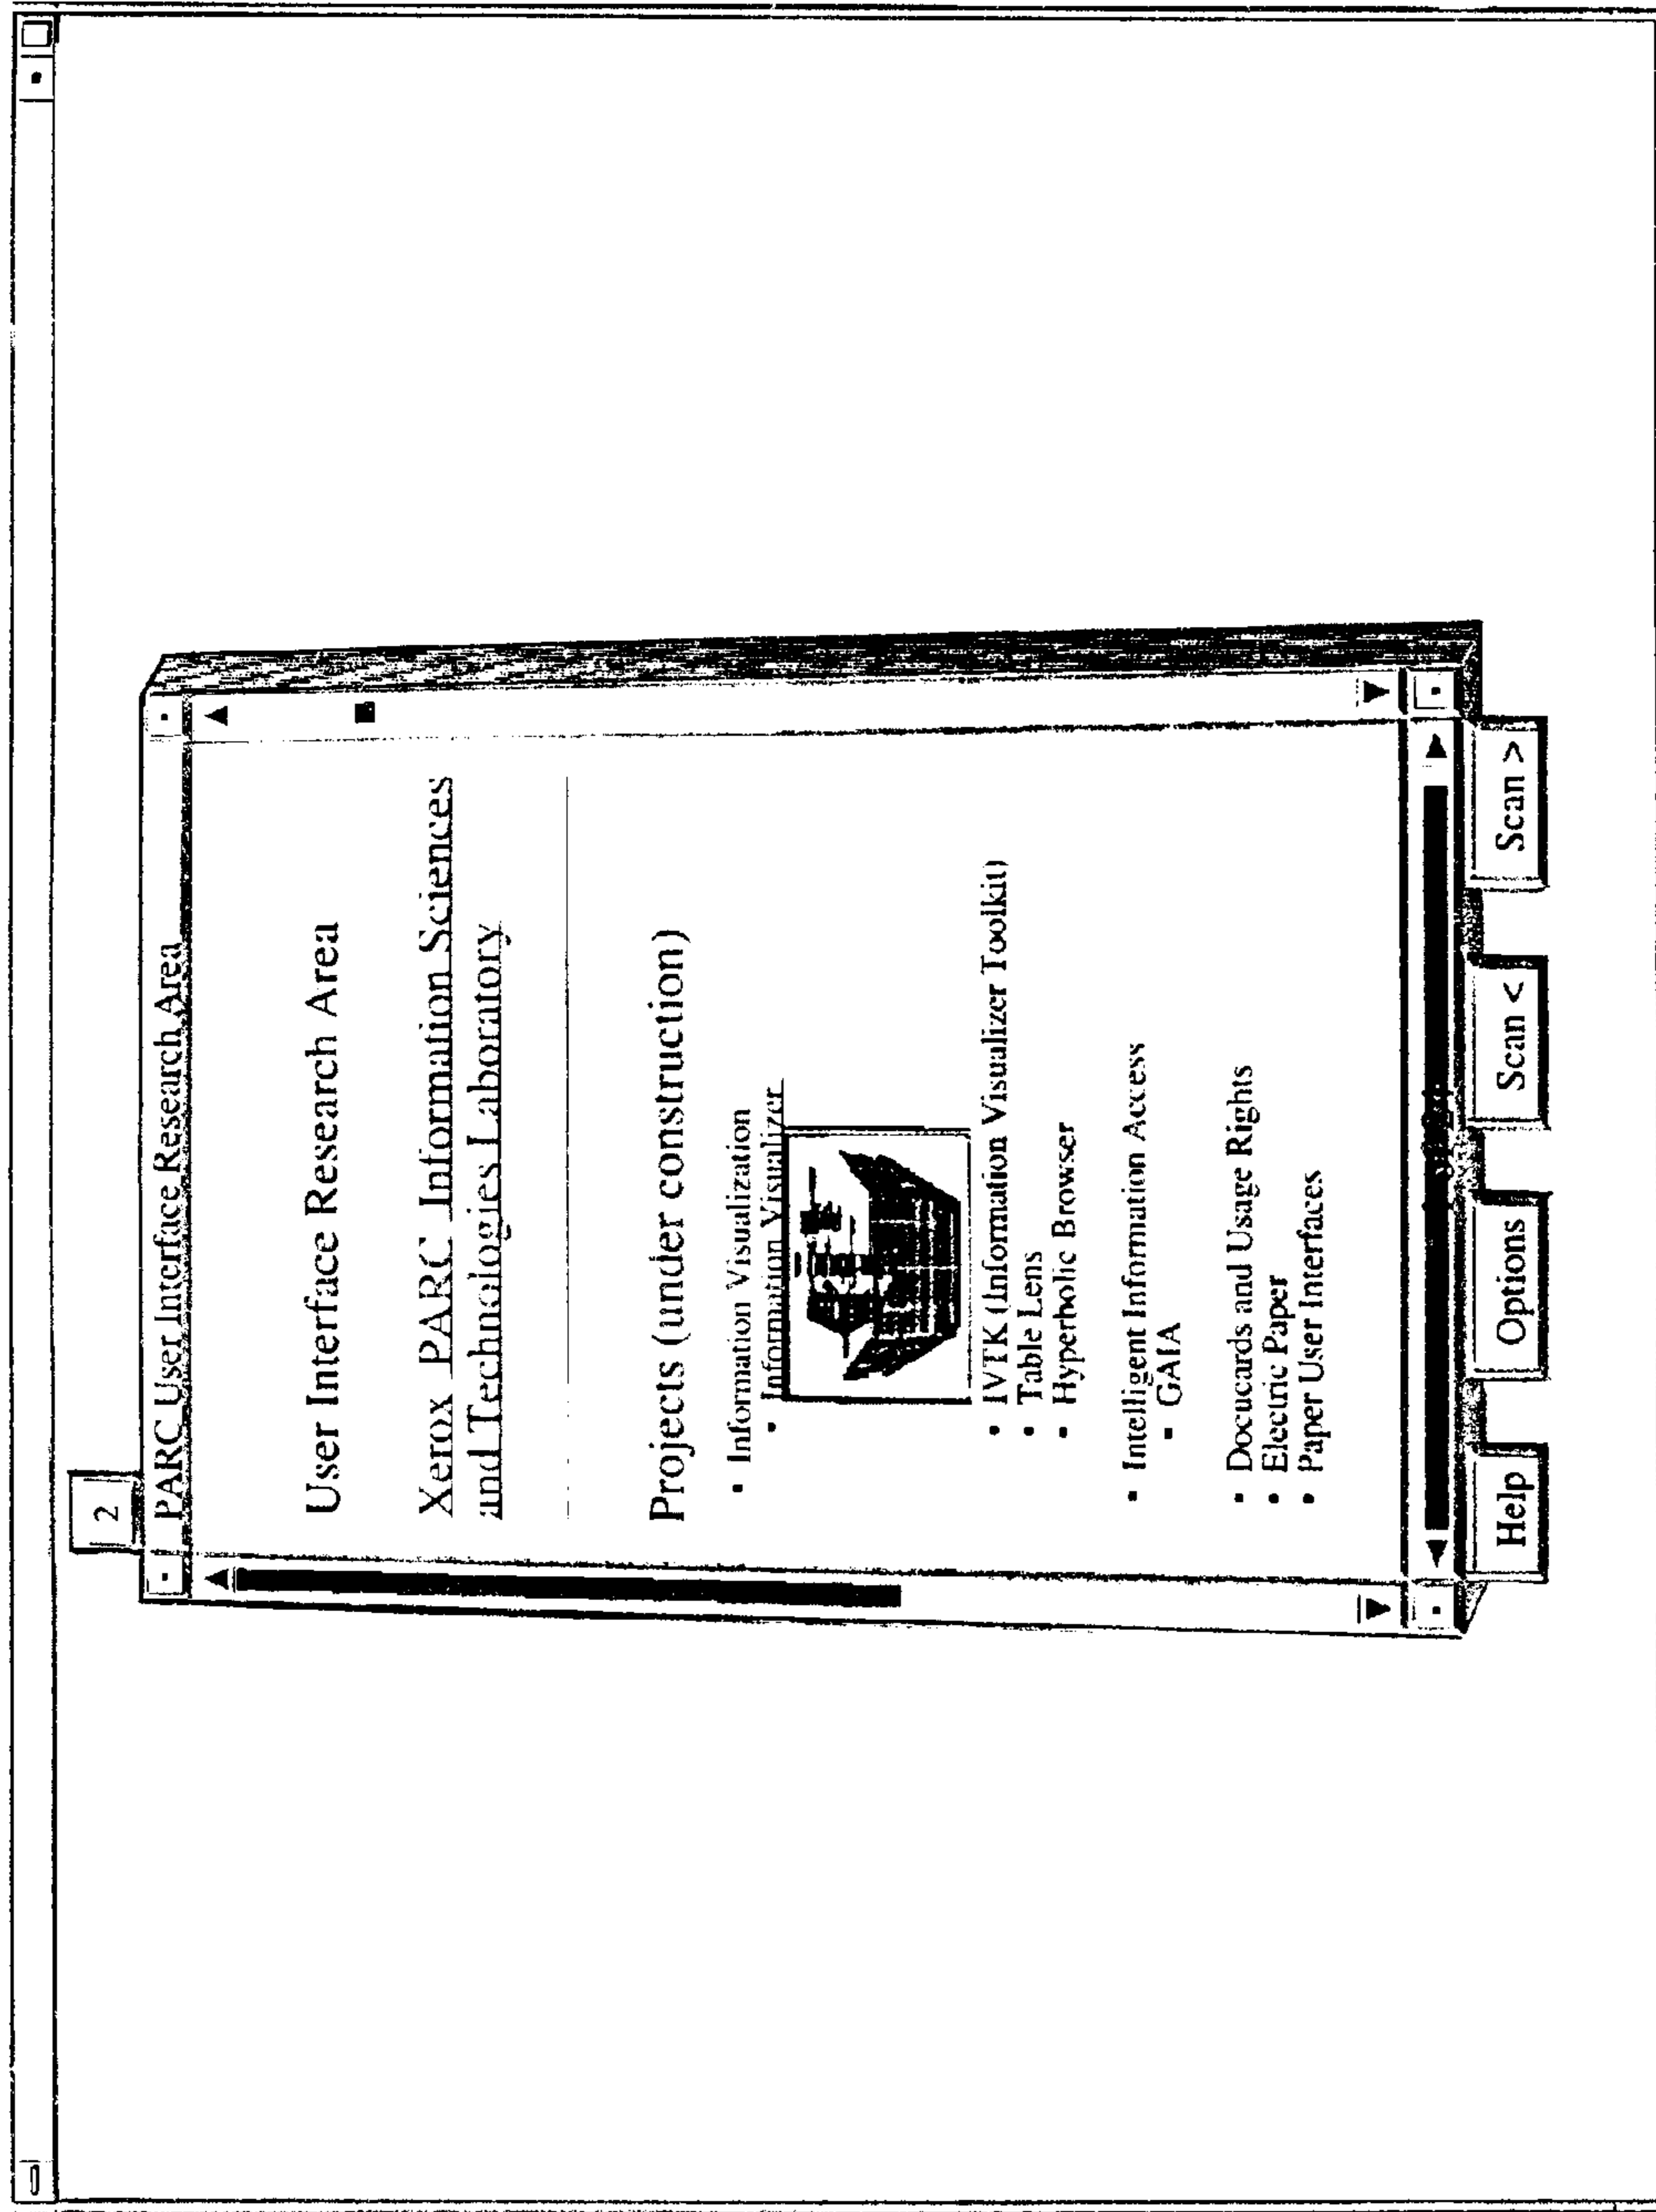 2
PARC User Interface Research Area
User Interface Research Area
Xerox PARC Information Sciences
and Technologies Laboratory
Projects (under construction)
▪ Information Visualization
▪ Information Visualizer
▪ IVTK (Information Visualizer Toolkit)
▪ Table Lens
▪ Hyperbolic Browser
▪ Intelligent Information Access
▪ GAIA
▪ Docucards and Usage Rights
▪ Electric Paper
▪ Paper User Interfaces
Help
Options
Scan <
Scan >